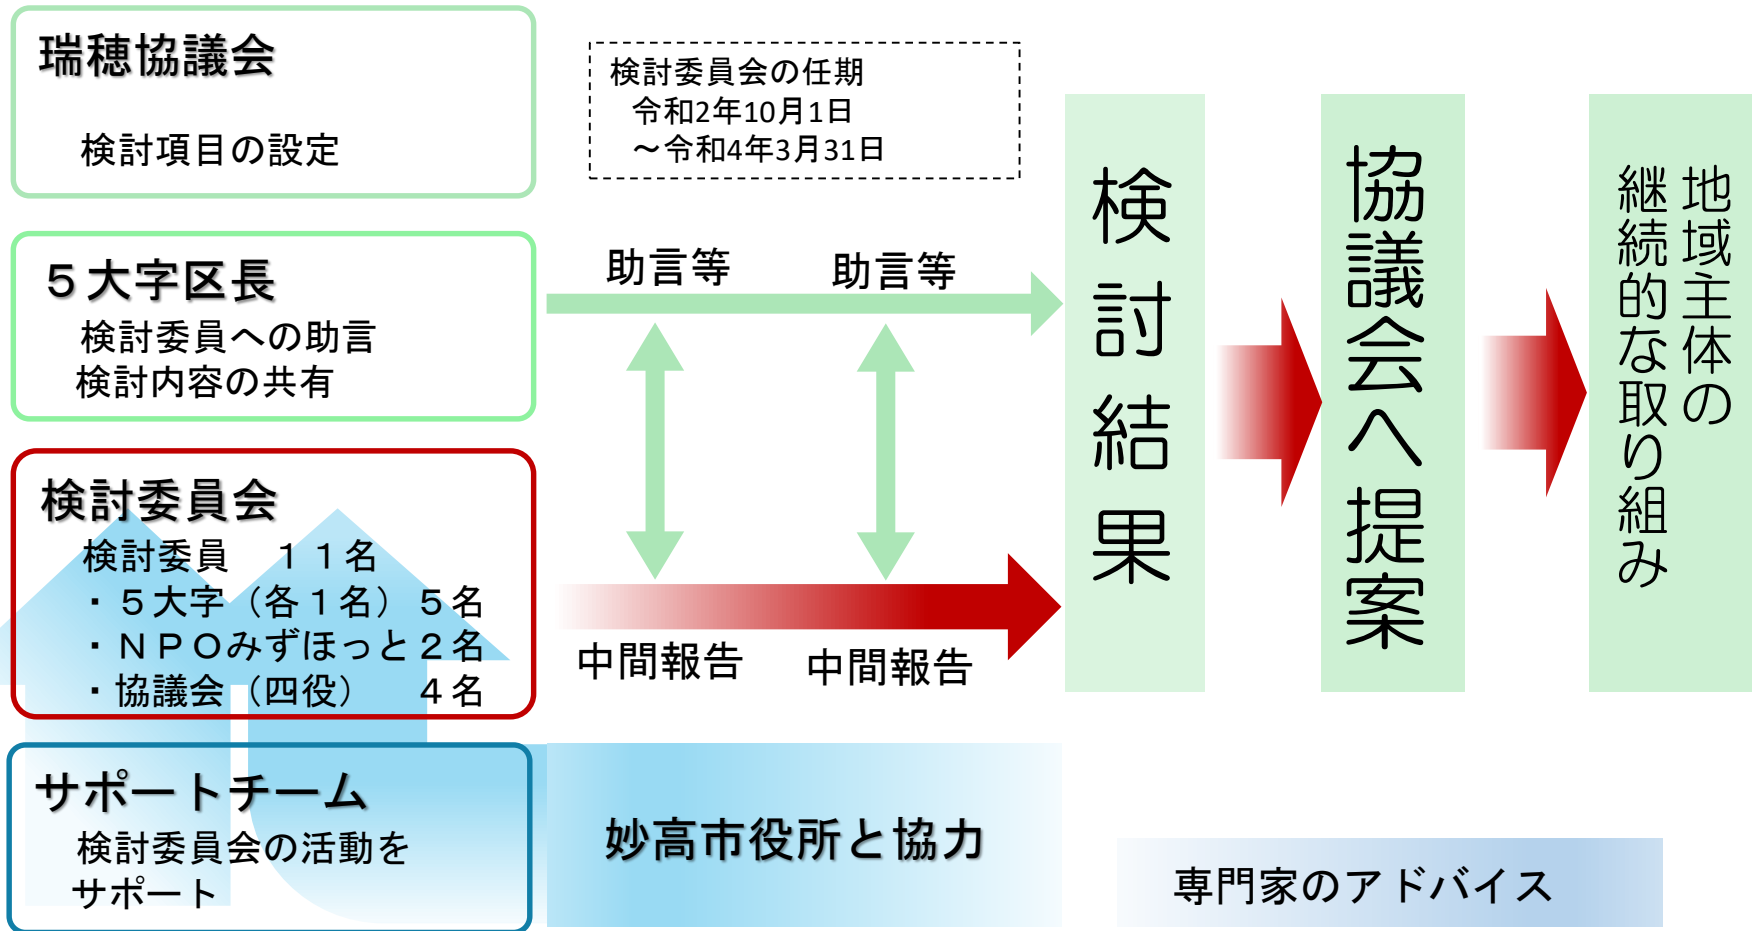 瑞穂協議会
検討項目の設定
５大字区長
検討委員への助言
検討内容の共有
検討委員会
検討委員　１１名
・５大字（各１名）５名
・ＮＰＯみずほっと２名
・協議会（四役）　４名
サポートチーム
検討委員会の活動を
サポート
検討委員会の任期
令和2年10月1日
～令和4年3月31日
助言等
助言等
中間報告
中間報告
妙高市役所と協力
検討結果
協議会へ提案
地域主体の
継続的な取り組み
専門家のアドバイス